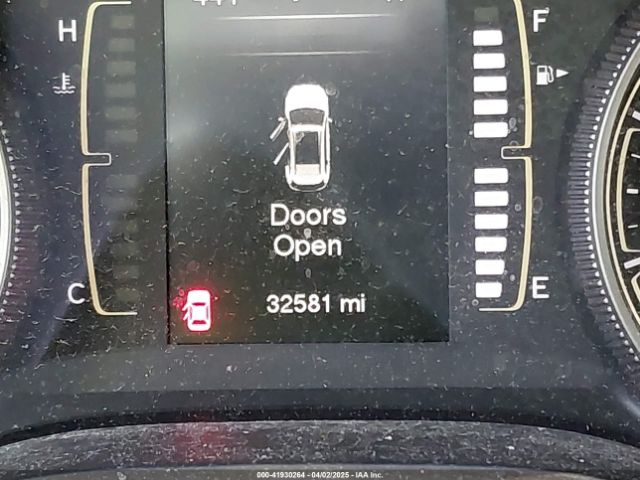 H
F
Doors
Open
C
E
32581 mi
000-41930264 - 04/02/2025 - IAA Inc.